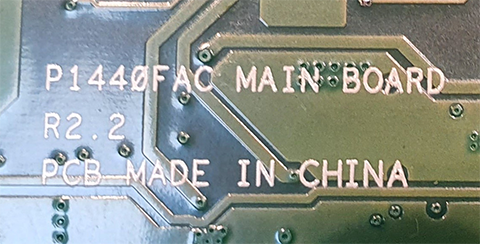 P1440FAC MAIN BOARD
R2.2
PCB MADE IN CHINA